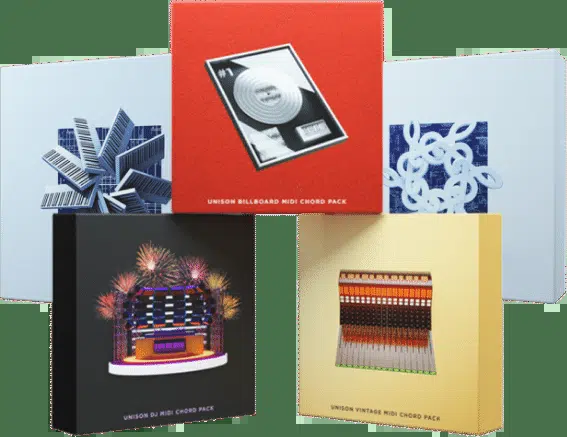 #1
UNISON BILLBOARD MIDI CHORD PACK
UNISON DJ MIDI CHORD PACK
UNISON VINTAGE MIDI CHORD PACK